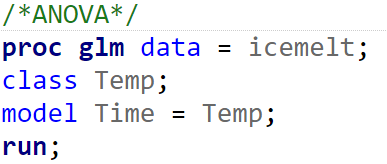 /*ANOVA*/
proc glm data = icemelt;
class Temp;
model Time = Temp;
run;